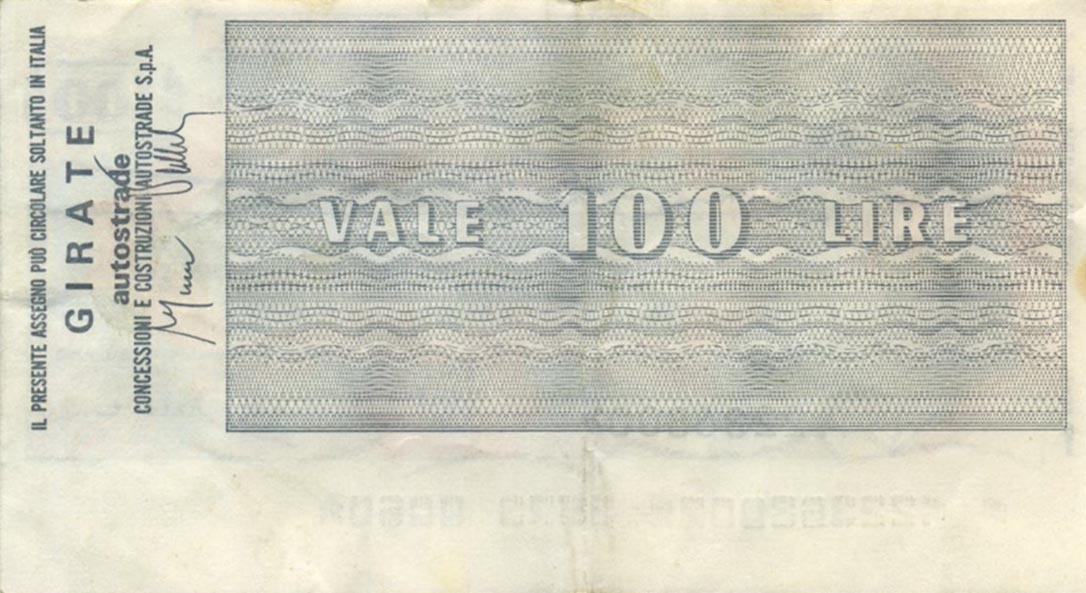 IL PRESENTE ASSEGNO PUÒ CIRCOLARE SOLTANTO IN ITALIA
GIRATE
autostrade
CONCESSIONI E COSTRUZIONI AUTOSTRADE S.p.A.
VALE 100 LIRE